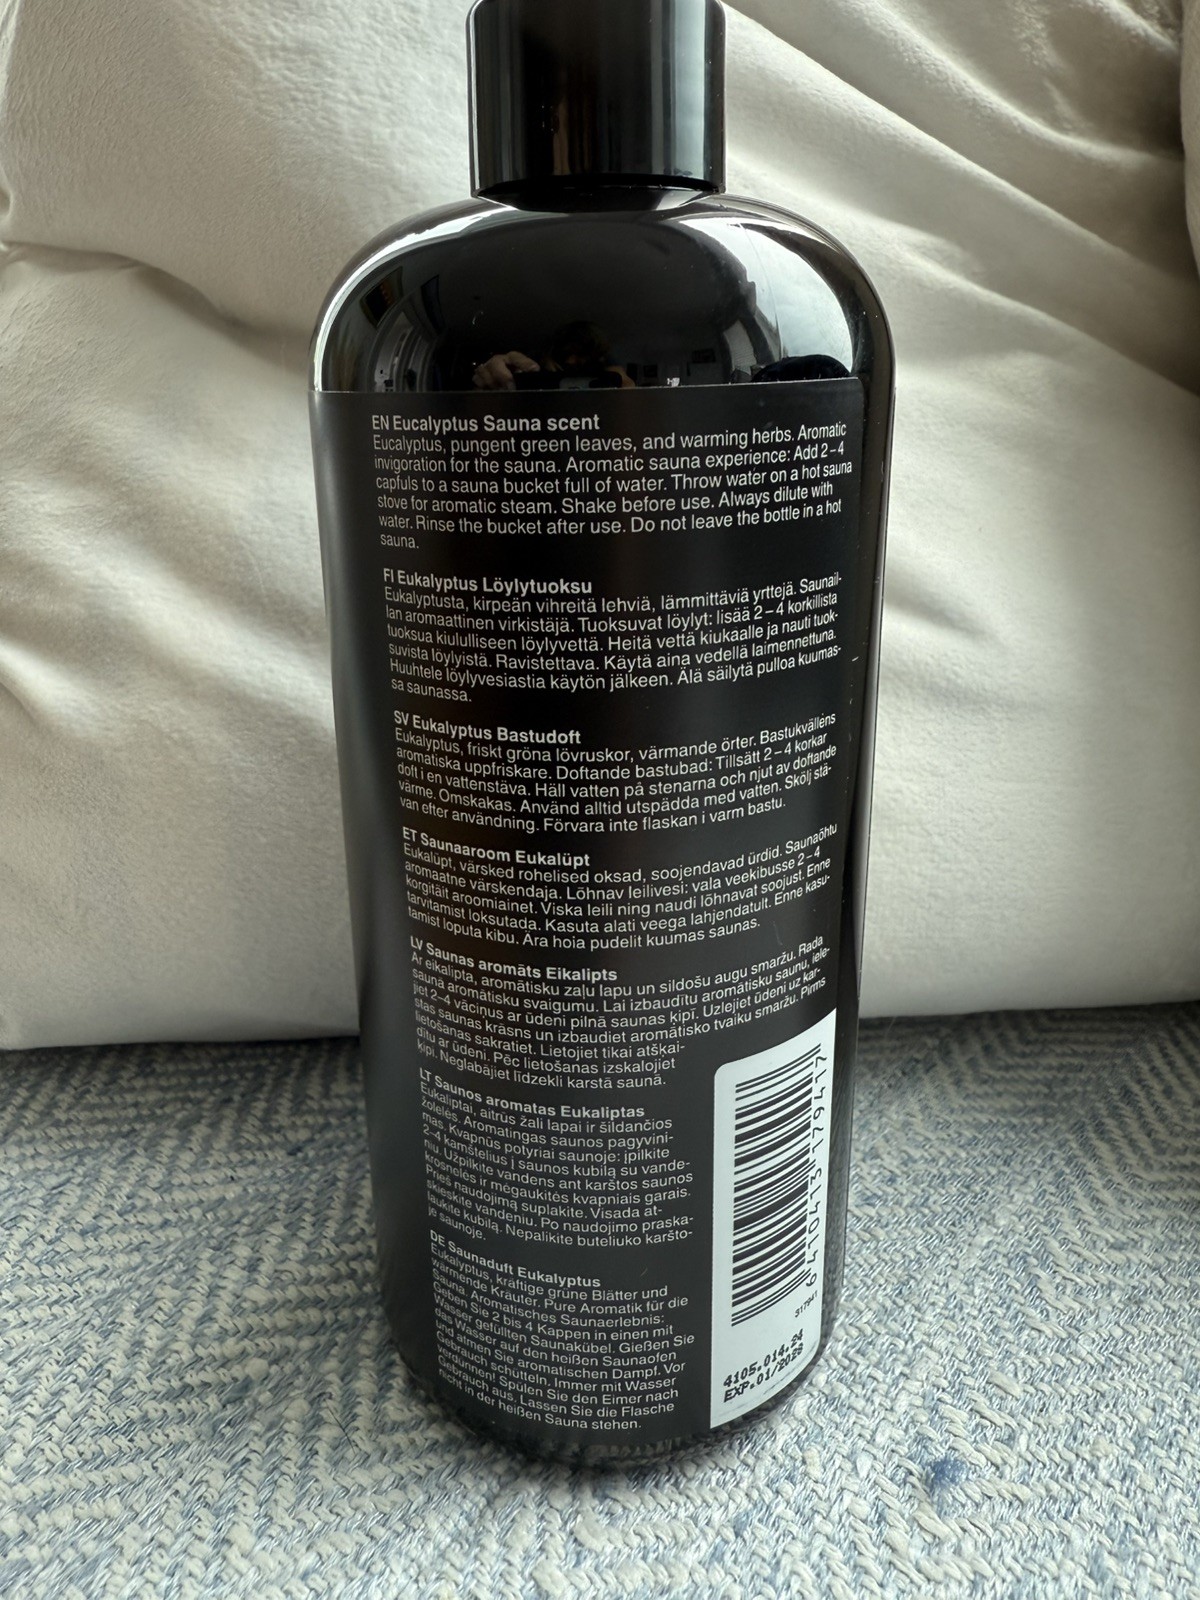 EN Eucalyptus Sauna scent
Eucalyptus, pungent green leaves, and warming herbs. Aromatic
invigoration for the sauna. Aromatic sauna experience: Add 2–4
capfuls to a sauna bucket full of water. Throw water on a hot sauna
stove for aromatic steam. Shake before use. Always dilute with
water. Rinse the bucket after use. Do not leave the bottle in a hot
sauna.
FI Eukalyptus Löylytuoksu
Eukalyptusta, kirpeän vihreitä lehviä, lämmittäviä yrttejä. Saunail-
lan aromaattinen virkistäjä. Tuoksuvat löylyt: lisää 2–4 korkillista
tuoksua kiululliseen löylyvettä. Heitä vettä kiukaalle ja nauti tuok-
suvista löylyistä. Ravistettava. Käytä aina vedellä laimennettuna.
Huuhtele löylyvesiastia käytön jälkeen. Älä säilytä pulloa kuumas-
sa saunassa.
SV Eukalyptus Bastudoft
Eukalyptus, friskt gröna lövruskor, värmande örter. Bastukvällens
aromatiska uppfriskare. Doftande bastubad: Tillsätt 2–4 korkar
doft i en vattenstäva. Häll vatten på stenarna och njut av doftande
värme. Omskakas. Använd alltid utspädda med vatten. Skölj stä-
van efter användning. Förvara inte flaskan i varm bastu.
ET Saunaaroom Eukalüpt
Eukalüpt, värsked rohelised oksad, soojendavad ürdid. Saunaõhtu
aromaatne värskendaja. Lõhnav leilivesi: vala veekibusse 2–4
korgitäit aroomiainet. Viska leili ning naudi lõhnavat soojust. Enne
tarvitamist loksutada. Kasuta alati veega lahjendatult. Enne kasu-
tamist loputa kibu. Ära hoia pudelit kuumas saunas.
LV Saunas aromāts Eikalipts
Ar eikalipta, aromātisku zaļu lapu un sildošu augu smaržu. Rada
saunā aromātisku svaigumu. Lai izbaudītu aromātisku saunu, iele-
jiet 2–4 vāciņus ar ūdeni pilnā saunas ķipī. Uzlejiet ūdeni uz kar-
stas saunas krāsns un izbaudiet aromātisko tvaiku smaržu. Pirms
lietošanas sakratiet. Lietojiet tikai atšķai-
dītu ar ūdeni. Pēc lietošanas izskalojiet
ķipi. Neglabājiet līdzekli karstā saunā.
LT Saunos aromatas Eukaliptas
Eukaliptai, aitrūs žali lapai ir šildančios
žolelės. Aromatingas saunos pagyvini-
mas. Kvapnūs potyriai saunoje: įpilkite
2–4 kamštelius į saunos kubilą su vande-
niu. Užpilkite vandens ant karštos saunos
krosnelės ir mėgaukitės kvapniais garais.
Prieš naudojimą suplakite. Visada at-
skieskite vandeniu. Po naudojimo praska-
laukite kubilą. Nepalikite buteliuko karšto-
je saunoje.
DE Saunaduft Eukalyptus
Eukalyptus, kräftige grüne Blätter und
wärmende Kräuter. Pure Aromatik für die
Sauna. Aromatisches Saunaerlebnis:
Geben Sie 2 bis 4 Kappen in einen mit
Wasser gefüllten Saunakübel. Gießen Sie
das Wasser auf den heißen Saunaofen
und atmen Sie aromatischen Dampf. Vor
Gebrauch schütteln. Immer mit Wasser
verdünnen! Spülen Sie den Eimer nach
Gebrauch aus. Lassen Sie die Flasche
nicht in der heißen Sauna stehen.
6 410413 179417
317941
4105.014.24
EXP.01/2028